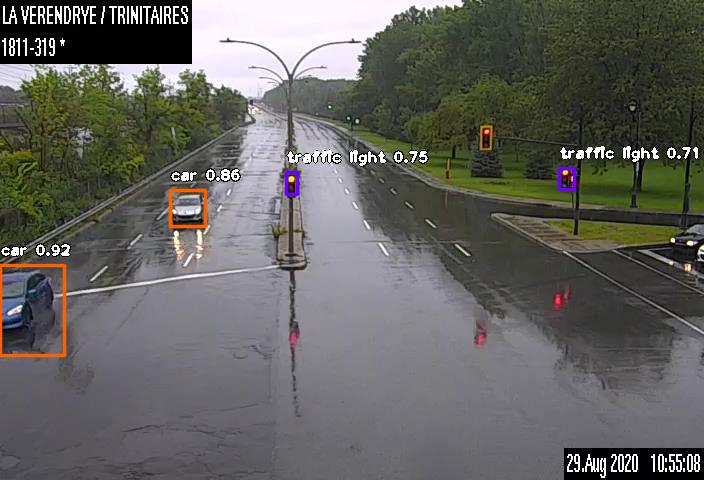 LA VERENDRYE / TRINITAIRES
1811-319 *
traffic light 0.75
traffic light 0.71
car 0.86
car 0.92
29.Aug 2020 10:55:08